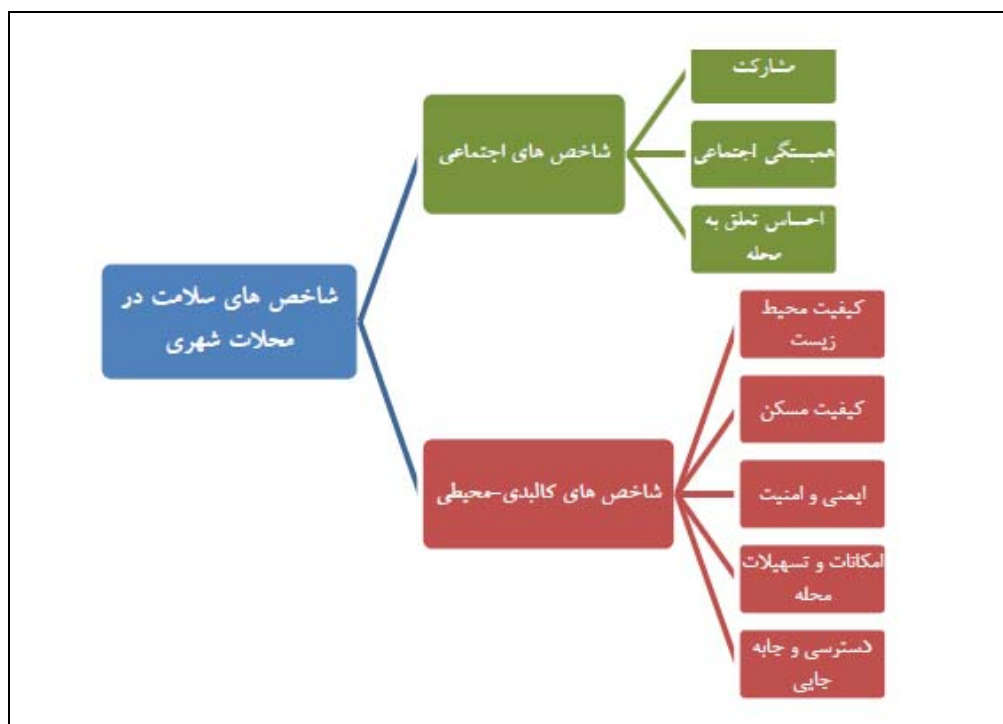 شاخص های سلامت در
محلات شهری
شاخص های اجتماعی
مشارکت
همبستگی اجتماعی
احساس تعلق به
محله
شاخص های کالبدی-محیطی
کیفیت محیط
زیست
کیفیت مسکن
ایمنی و امنیت
امکانات و تسهیلات
محله
دسترسی و جابه
جایی